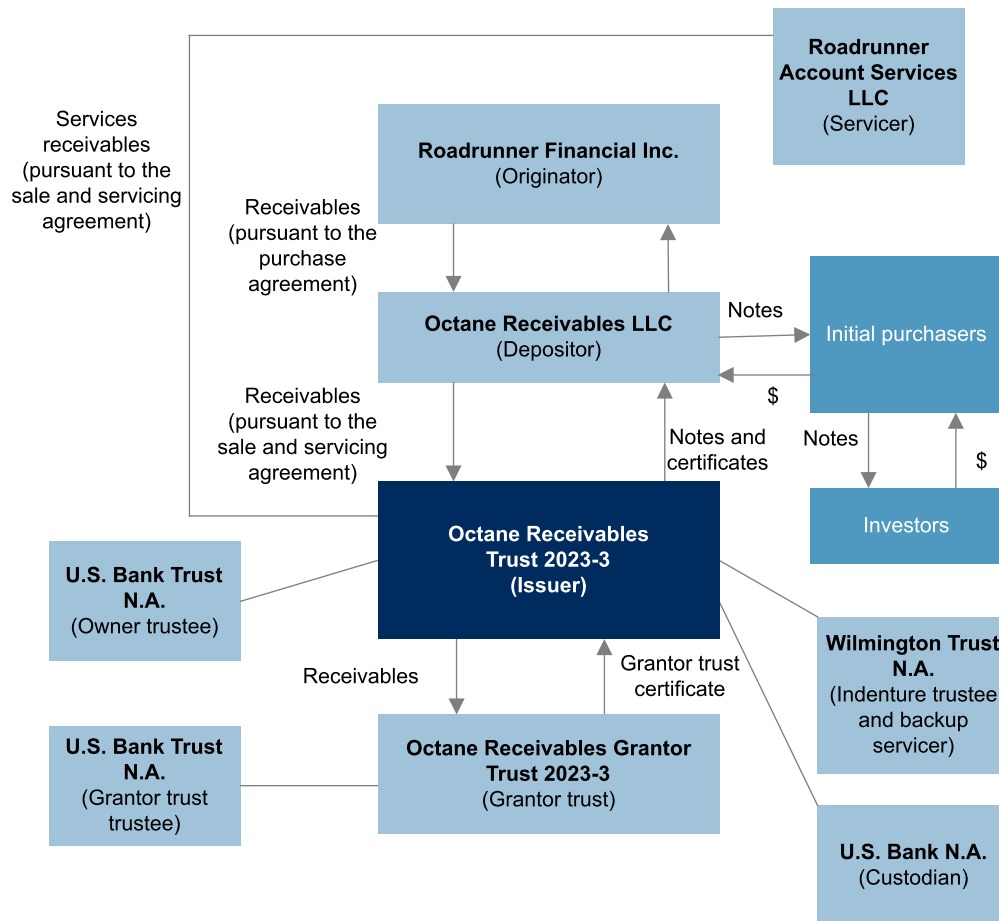 Roadrunner
Account Services
LLC
(Servicer)
Services
receivables
(pursuant to the
sale and servicing
agreement)
Roadrunner Financial Inc.
(Originator)
Receivables
(pursuant to the
purchase
agreement)
Octane Receivables LLC
(Depositor)
Notes
Initial purchasers
$
Receivables
(pursuant to the
sale and servicing
agreement)
Notes and
certificates
Notes
$
Investors
Octane Receivables
Trust 2023-3
(Issuer)
U.S. Bank Trust
N.A.
(Owner trustee)
Wilmington Trust
N.A.
(Indenture trustee
and backup
servicer)
Receivables
Grantor trust
certificate
U.S. Bank Trust
N.A.
(Grantor trust
trustee)
Octane Receivables Grantor
Trust 2023-3
(Grantor trust)
U.S. Bank N.A.
(Custodian)